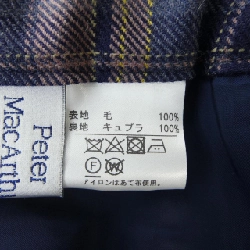 表地 毛 100%
裏地 キュプラ 100%
Ⓕ Ⓦ
アイロンはあて布使用。
Peter
MacArthu